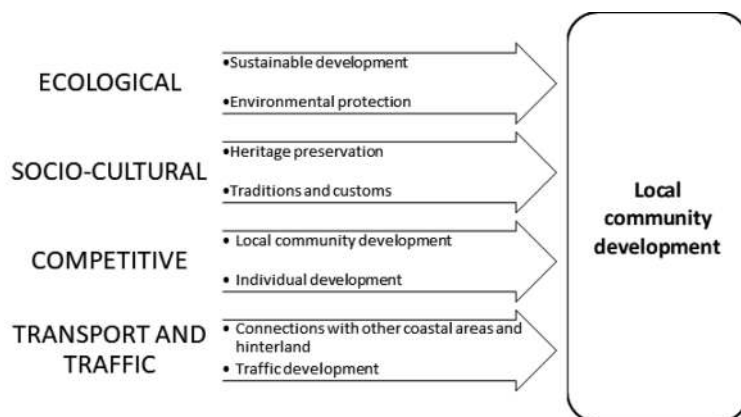 ECOLOGICAL
•Sustainable development
•Environmental protection
SOCIO-CULTURAL
•Heritage preservation
•Traditions and customs
COMPETITIVE
• Local community development
• Individual development
TRANSPORT AND
TRAFFIC
• Connections with other coastal areas and
hinterland
• Traffic development
Local
community
development